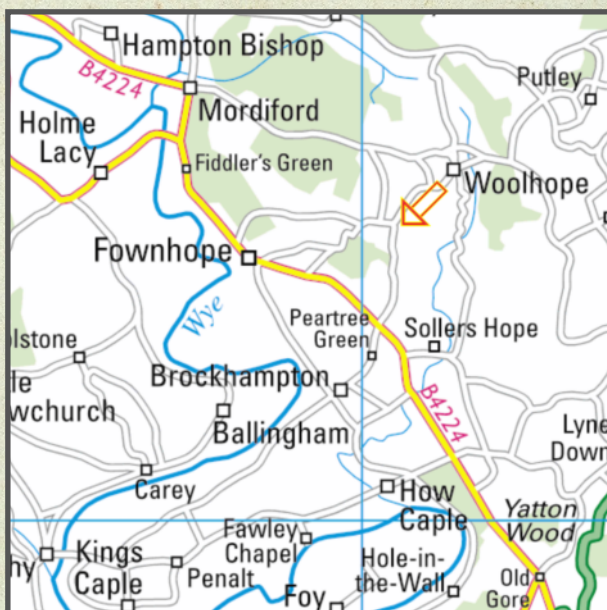 Hampton Bishop
B4224
Putley
Mordiford
Holme
Lacy
Fiddler's Green
Woolhope
Fownhope
Wye
Peartree
Green
Sollers Hope
olstone
Brockhampton
le
wchurch
B4224
Ballingham
Lyne
Down
Carey
How
Caple
Yatton
Wood
Fawley
Chapel
hy
Kings
Caple
Penalt
Hole-in-
the-Wall
Foy
Old
Gore